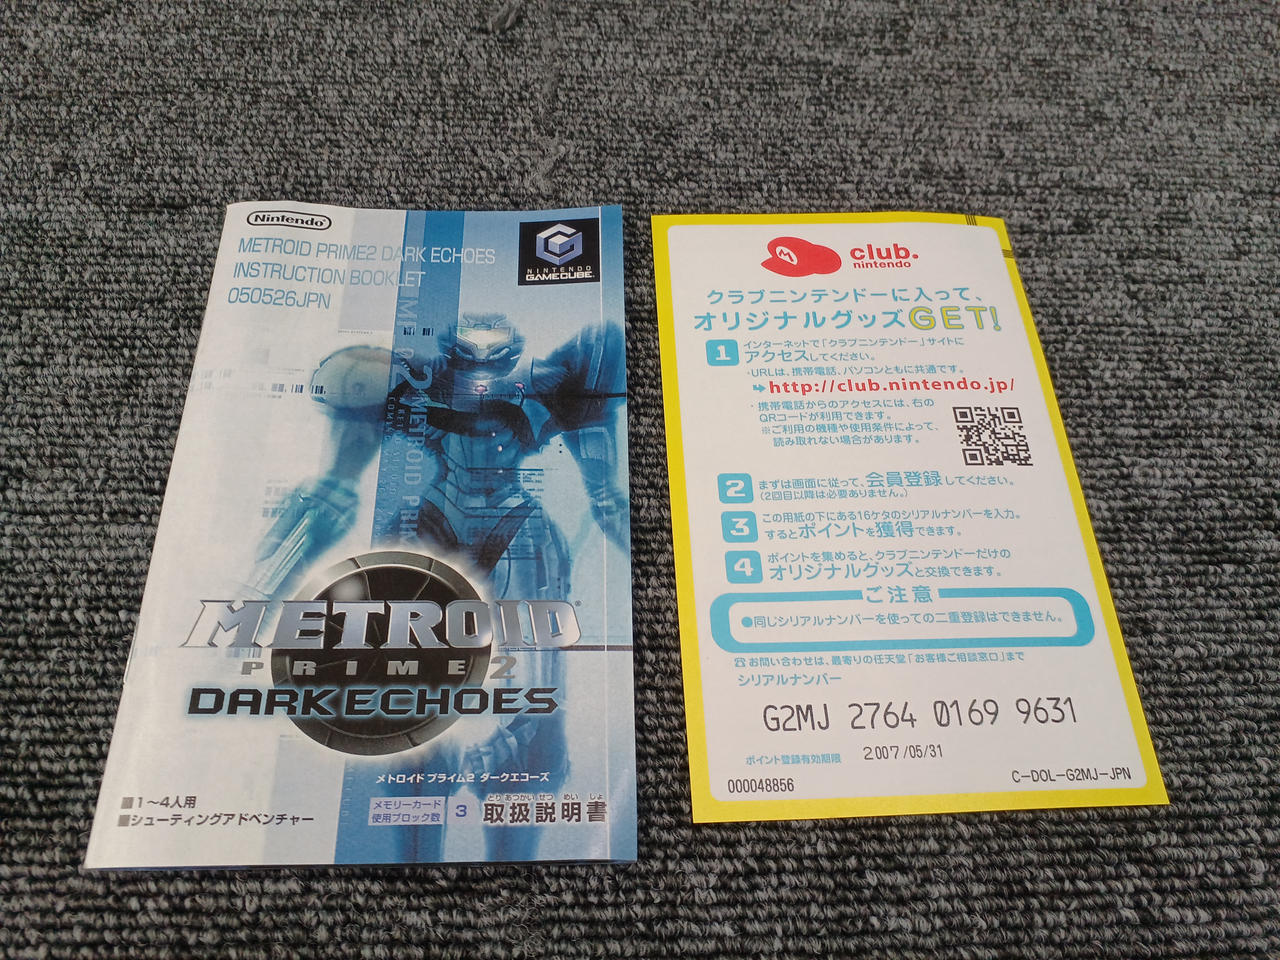 Nintendo
METROID PRIME2 DARK ECHOES
INSTRUCTION BOOKLET
050526JPN
NINTENDO
GAMECUBE
METROID
PRIME 2
DARK ECHOES
メトロイド プライム2 ダークエコーズ
■1〜4人用
■シューティングアドベンチャー
メモリーカード
使用ブロック数
3
とり あつかい せつ めい しょ
取扱説明書
club.
nintendo
クラブニンテンドーに入って、
オリジナルグッズGET!
1 インターネットで「クラブニンテンドー」サイトに
アクセスしてください。
・URLは、携帯電話、パソコンともに共通です。
http://club.nintendo.jp/
・携帯電話からのアクセスには、右の
QRコードが利用できます。
※ご利用の機種や使用条件によって、
読み取れない場合があります。
2 まずは画面に従って、会員登録してください。
(2回目以降は必要ありません。)
3 この用紙の下にある16ケタのシリアルナンバーを入力。
するとポイントを獲得できます。
4 ポイントを集めると、クラブニンテンドーだけの
オリジナルグッズと交換できます。
ご注意
●同じシリアルナンバーを使っての二重登録はできません。
☎お問い合わせは、最寄りの任天堂「お客様ご相談窓口」まで
シリアルナンバー
G2MJ 2764 0169 9631
ポイント登録有効期限 2007/05/31
000048856
C-DOL-G2MJ-JPN